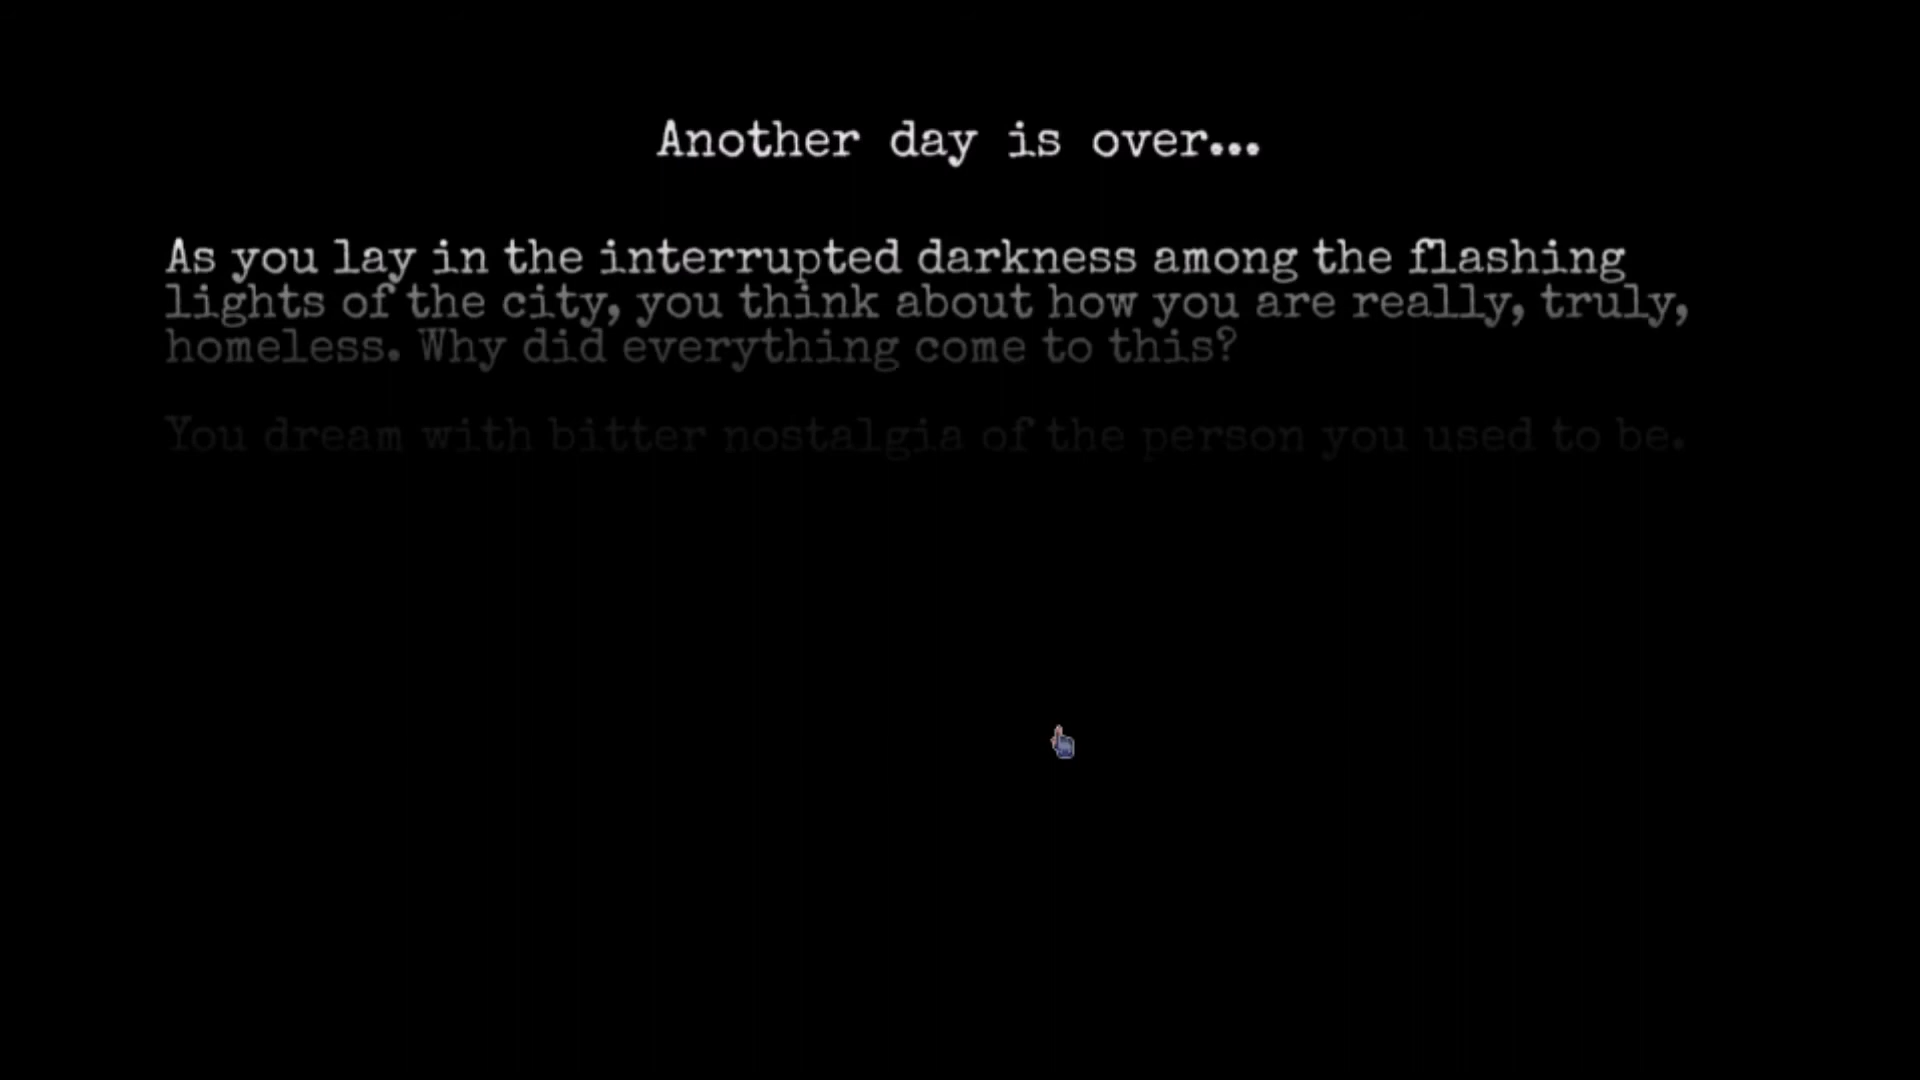 Another day is over...
As you lay in the interrupted darkness among the flashing
lights of the city, you think about how you are really, truly,
homeless. Why did everything come to this?
You dream with bitter nostalgia of the person you used to be.